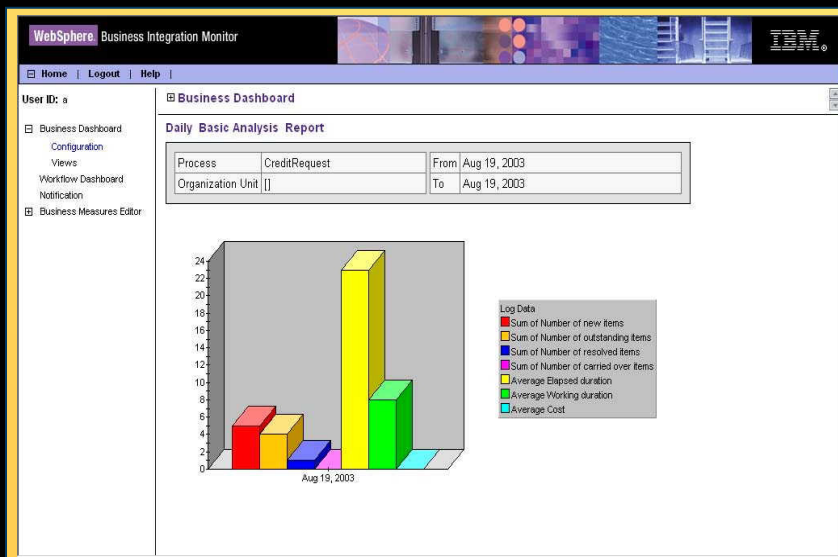 WebSphere. Business Integration Monitor
IBM®
Home | Logout | Help |
User ID: a
Business Dashboard
Configuration
Views
Workflow Dashboard
Notification
Business Measures Editor
Business Dashboard
Daily Basic Analysis Report
Process CreditRequest From Aug 19, 2003
Organization Unit [] To Aug 19, 2003
24
22
20
18
16
14
12
10
8
6
4
2
0
Aug 19, 2003
Log Data
Sum of Number of new items
Sum of Number of outstanding items
Sum of Number of resolved items
Sum of Number of carried over items
Average Elapsed duration
Average Working duration
Average Cost